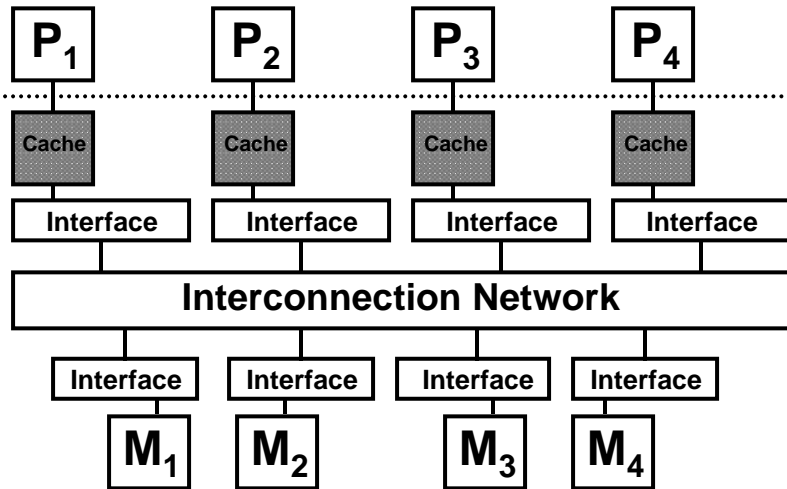 P1 P2 P3 P4
Cache Cache Cache Cache
Interface Interface Interface Interface
Interconnection Network
Interface Interface Interface Interface
M1 M2 M3 M4